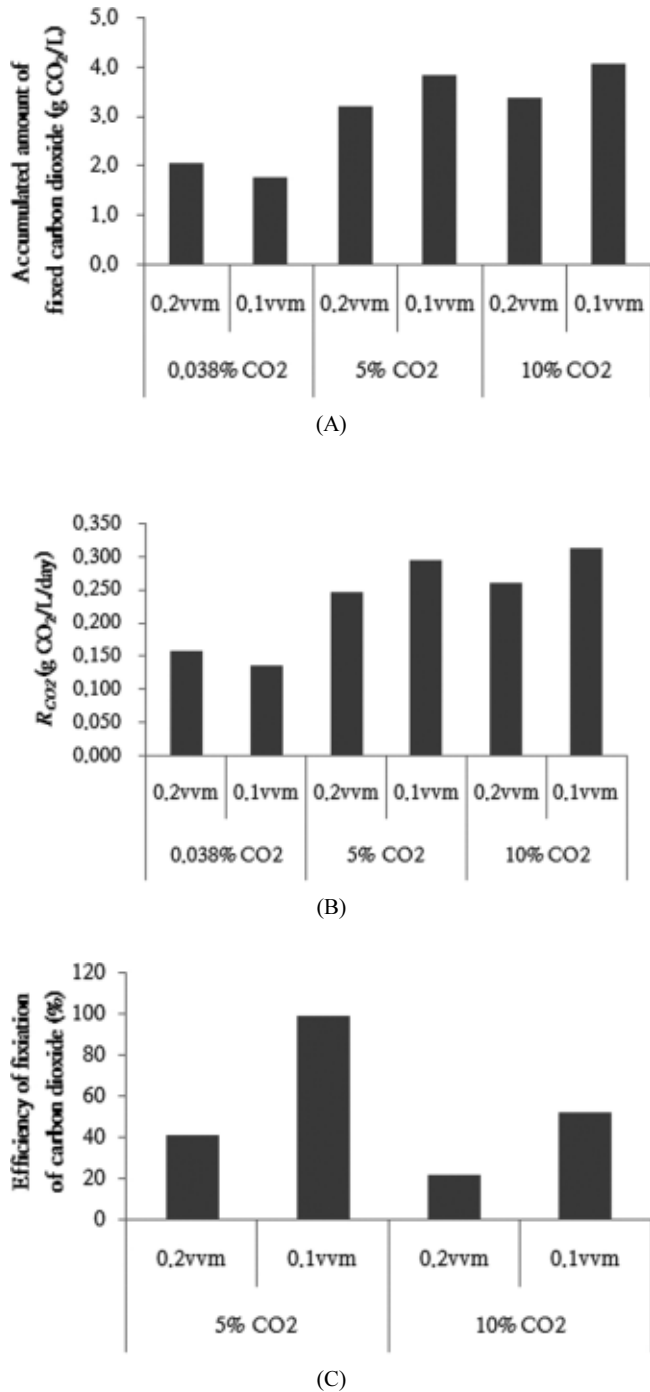 Accumulated amount of
fixed carbon dioxide (g CO₂/L)
5,0
4,0
3,0
2,0
1,0
0,0
0,2vvm 0,1vvm 0,2vvm 0,1vvm 0,2vvm 0,1vvm
0,038% CO2 5% CO2 10% CO2
(A)
R_CO2 (g CO₂/L/day)
0,350
0,300
0,250
0,200
0,150
0,100
0,050
0,000
0,2vvm 0,1vvm 0,2vvm 0,1vvm 0,2vvm 0,1vvm
0,038% CO2 5% CO2 10% CO2
(B)
Efficiency of fixiation
of carbon dioxide (%)
120
100
80
60
40
20
0
0,2vvm 0,1vvm 0,2vvm 0,1vvm
5% CO2 10% CO2
(C)